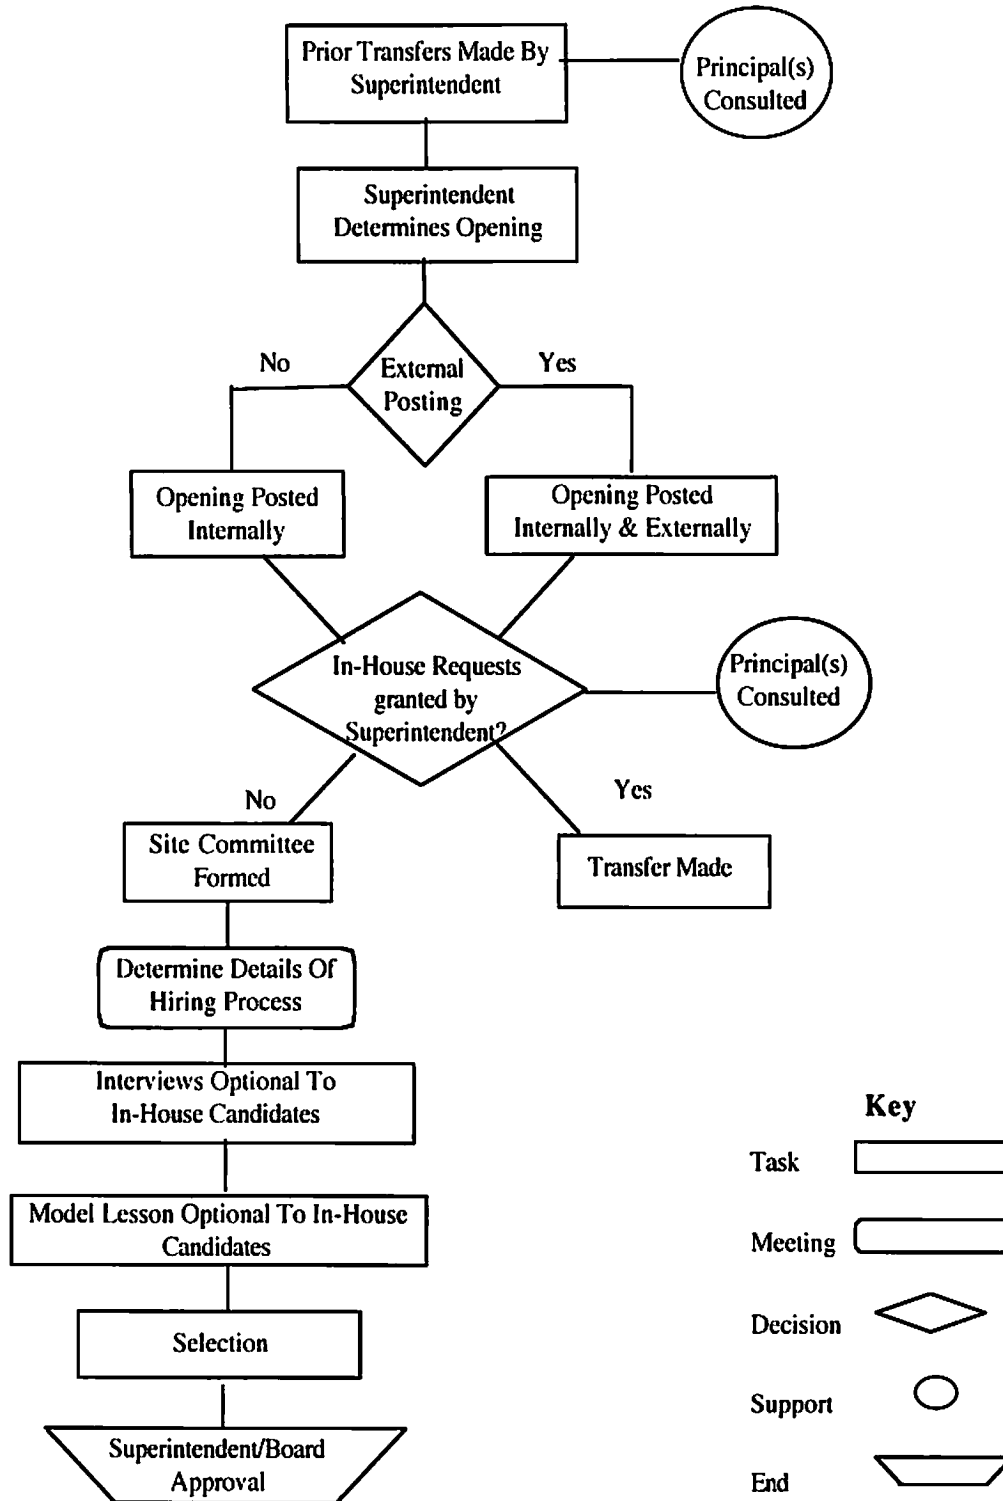 Prior Transfers Made By
Superintendent
Principal(s)
Consulted
Superintendent
Determines Opening
No
External
Posting
Yes
Opening Posted
Internally
Opening Posted
Internally & Externally
In-House Requests
granted by
Superintendent?
Principal(s)
Consulted
No
Yes
Site Committee
Formed
Transfer Made
Determine Details Of
Hiring Process
Interviews Optional To
In-House Candidates
Model Lesson Optional To In-House
Candidates
Selection
Superintendent/Board
Approval
Key
Task
Meeting
Decision
Support
End